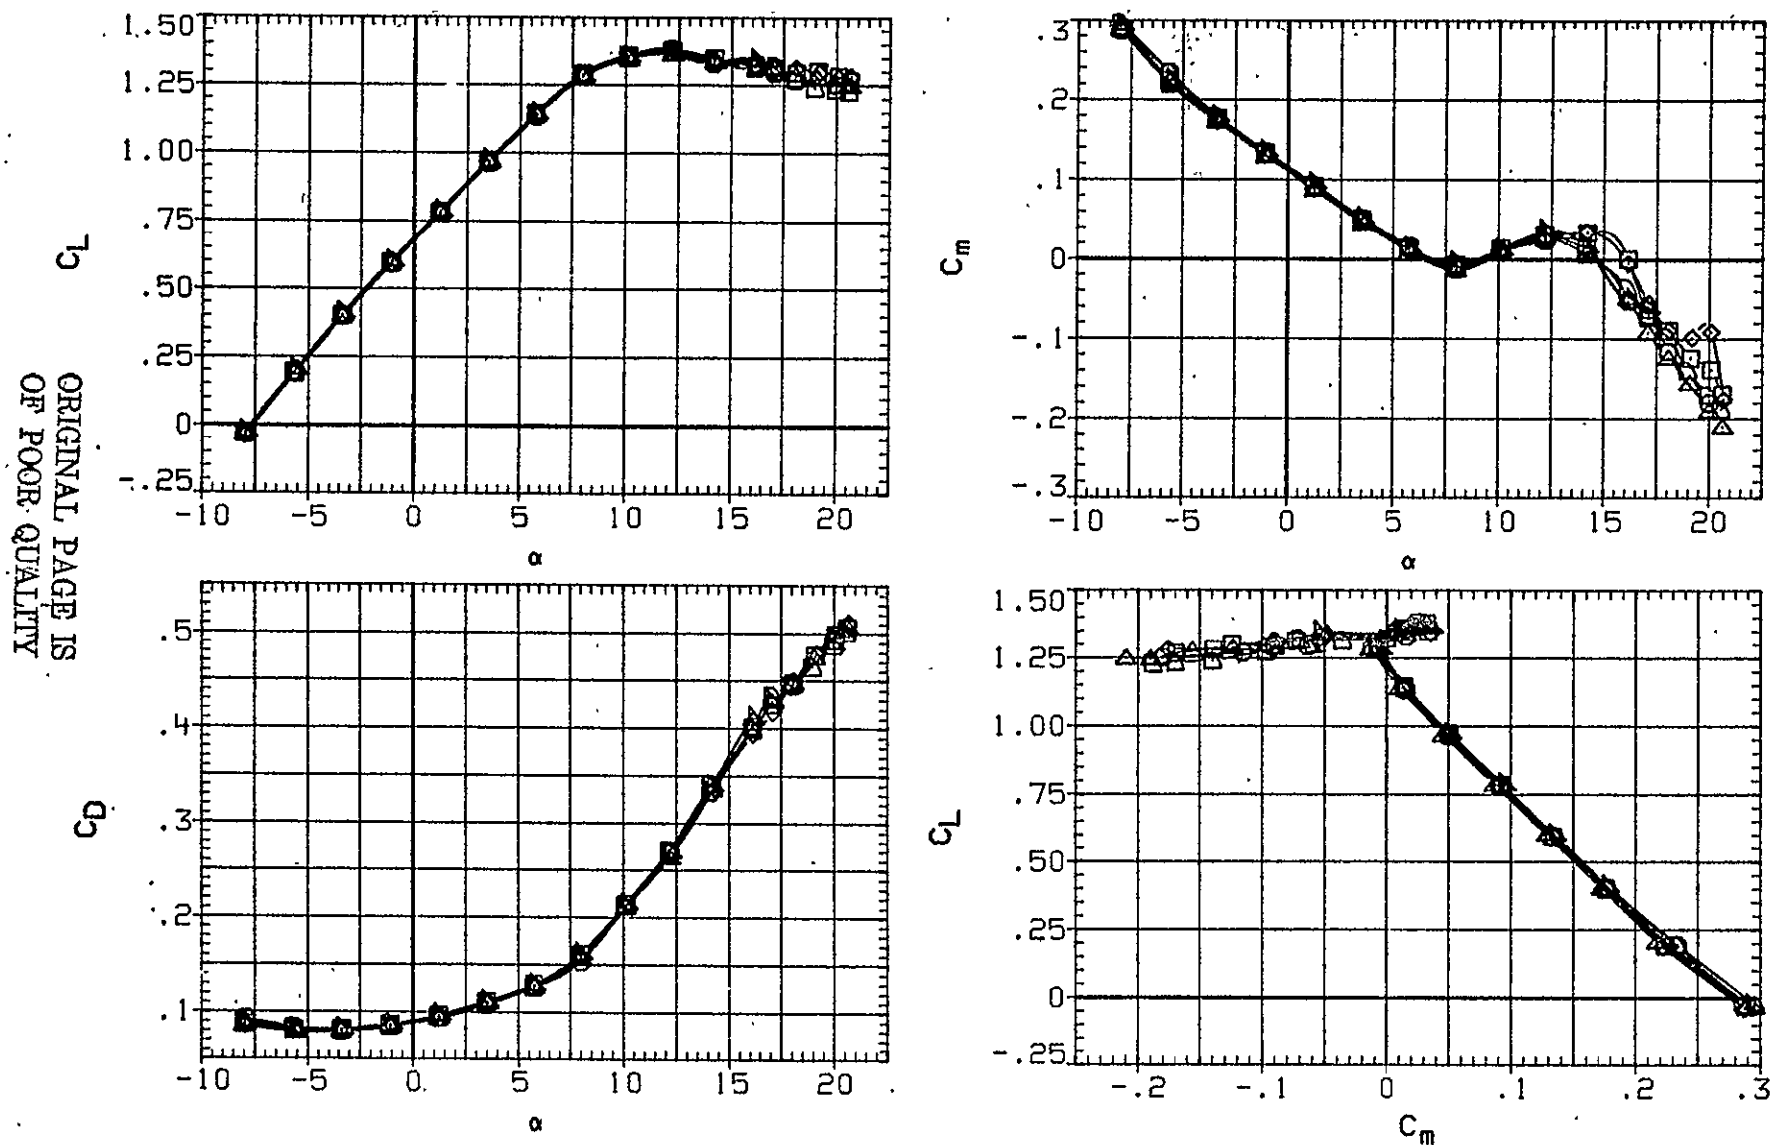 ORIGINAL PAGE IS
OF POOR QUALITY
1.50
1.25
1.00
.75
.50
.25
0
-.25
C_L
-10 -5 0 5 10 15 20
α
.3
.2
.1
0
-.1
-.2
-.3
C_m
-10 -5 0 5 10 15 20
α
.5
.4
.3
.2
.1
C_D
-10 -5 0 5 10 15 20
α
1.50
1.25
1.00
.75
.50
.25
0
-.25
C_L
-.2 -.1 0 .1 .2 .3
C_m